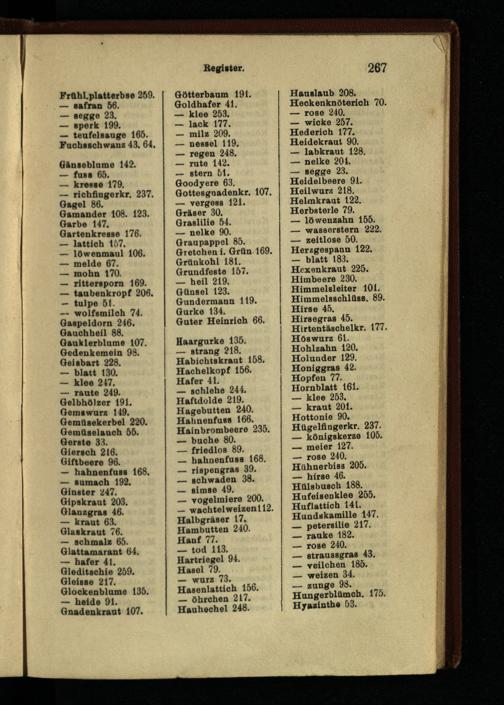 Register.
267
Frühl.platterbse 259.
— safran 56.
— segge 23.
— sperk 199.
— teufelsauge 165.
Fuchsschwanz 43. 64.
Gänseblume 142.
— fuss 65.
— kresse 179.
— richfingerkr. 237.
Gagel 86.
Gamander 108. 123.
Garbe 147.
Gartenkresse 176.
— lattich 157.
— löwenmaul 106.
— melde 67.
— mohn 170.
— rittersporn 169.
— taubenkropf 206.
— tulpe 51.
— wolfsmilch 74.
Gaspeldorn 246.
Gauchheil 88.
Gauklerblume 107.
Gedenkemein 98.
Geisbart 228.
— blatt 130.
— klee 247.
— raute 249.
Gelbhölzer 191.
Gemswurz 149.
Gemüsekerbel 220.
Gemüselauch 55.
Gerste 33.
Giersch 216.
Giftbeere 96.
— hahnenfuss 168.
— sumach 192.
Ginster 247.
Gipskraut 203.
Glanzgras 46.
— kraut 63.
Glaskraut 76.
— schmalz 65.
Glattamarant 64.
— hafer 41.
Gleditschie 259.
Gleisse 217.
Glockenblume 135.
— heide 91.
Gnadenkraut 107.
Götterbaum 191.
Goldhafer 41.
— klee 253.
— lack 177.
— milz 209.
— nessel 119.
— regen 248.
— rute 142.
— stern 51.
Goodyere 63.
Gottesgnadenkr. 107.
— vergess 121.
Gräser 30.
Graslilie 54.
— nelke 90.
Graupappel 85.
Gretchen i. Grün 169.
Grünkohl 181.
Grundfeste 157.
— heil 219.
Günsel 123.
Gundermann 119.
Gurke 134.
Guter Heinrich 66.
Haargurke 135.
— strang 218.
Habichtskraut 158.
Hachelkopf 156.
Hafer 41.
— schlehe 244.
Haftdolde 219.
Hagebutten 240.
Hahnenfuss 166.
Hainbrombeere 235.
— buche 80.
— friedlos 89.
— hahnenfuss 168.
— rispengras 39.
— schwaden 38.
— simse 49.
— vogelmiere 200.
— wachtelweizen 112.
Halbgräser 17.
Hambutten 240.
Hanf 77.
— tod 113.
Hartriegel 94.
Hasel 79.
— wurz 73.
Hasenlattich 156.
— öhrchen 217.
Hauhechel 248.
Hauslaub 208.
Heckenknöterich 70.
— rose 240.
— wicke 257.
Hederich 177.
Heidekraut 90.
— labkraut 128.
— nelke 201.
— segge 23.
Heidelbeere 91.
Heilwurz 218.
Helmkraut 122.
Herbsterle 79.
— löwenzahn 155.
— wasserstern 222.
— zeitlose 50.
Herzgespann 122.
— blatt 183.
Hexenkraut 225.
Himbeere 230.
Himmelsleiter 101.
Himmelsschlüss. 89.
Hirse 45.
Hirsegras 45.
Hirtentäschelkr. 177.
Höswurz 61.
Hohlzahn 120.
Holunder 129.
Honiggras 42.
Hopfen 77.
Hornblatt 161.
— klee 253.
— kraut 201.
Hottonie 90.
Hügelfingerkr. 237.
— königskerze 105.
— meier 127.
— rose 240.
Hühnerbiss 205.
— hirse 46.
Hülsbusch 188.
Hufeisenklee 255.
Huflattich 141.
Hundskamille 147.
— petersilie 217.
— rauke 182.
— rose 240.
— straussgras 43.
— veilchen 185.
— weizen 34.
— zunge 98.
Hungerblümch. 175.
Hyazinthe 53.